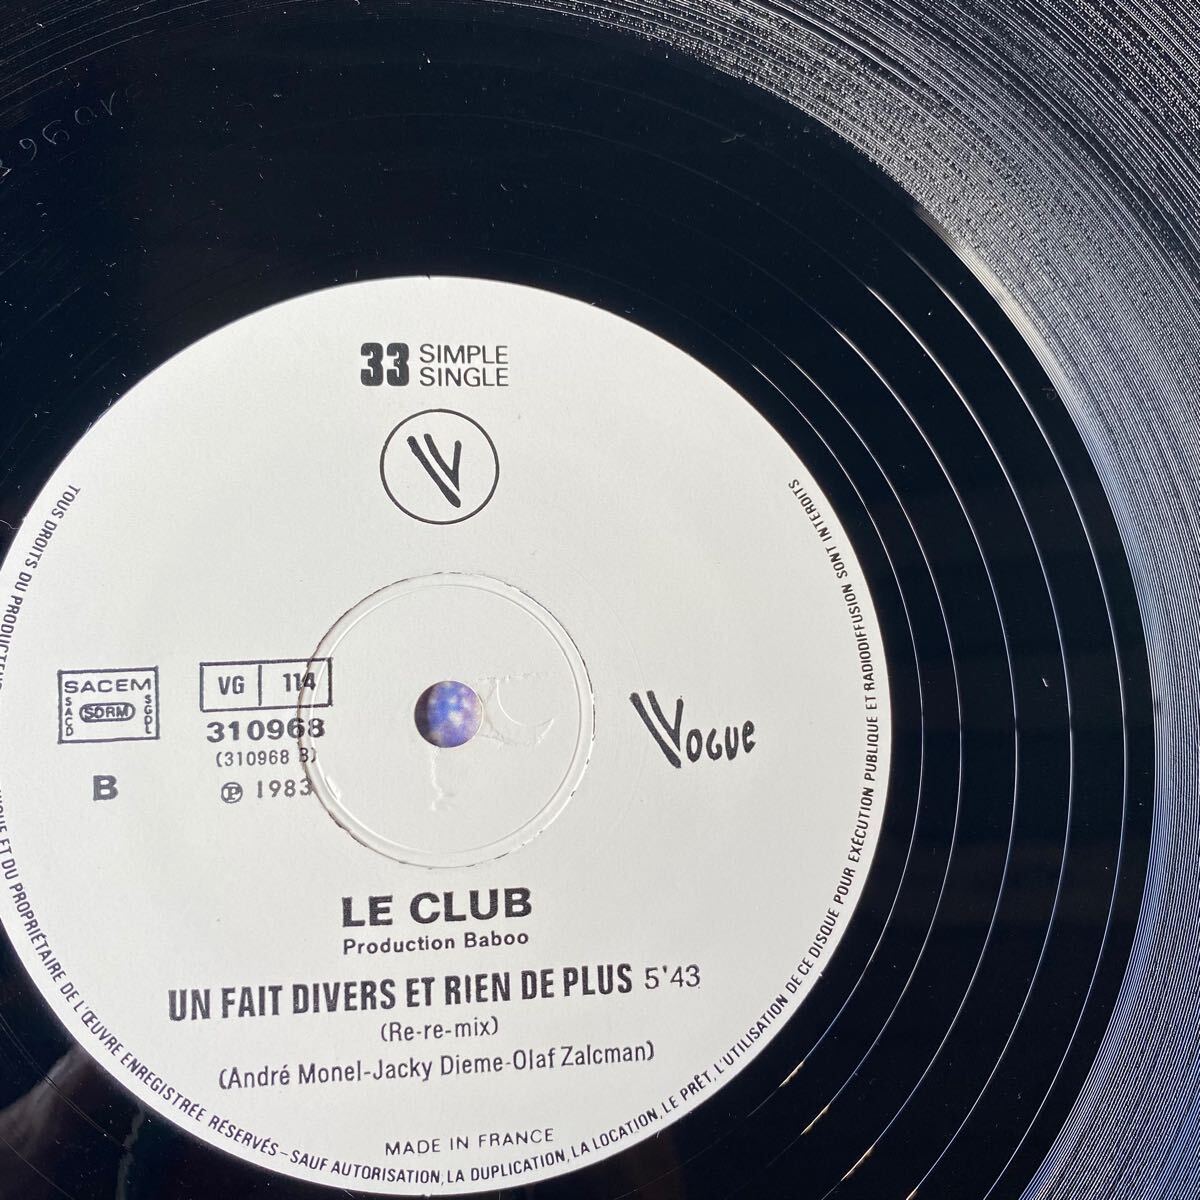 33 SIMPLE
SINGLE
SACEM
SACD SDRM SGDL
VG 114
310968
(310968 B)
B
Ⓟ 1983
VOGUE
LE CLUB
Production Baboo
UN FAIT DIVERS ET RIEN DE PLUS 5'43
(Re-re-mix)
(André Monel-Jacky Dieme-Olaf Zalcman)
MADE IN FRANCE
TOUS DROITS DU PRODUCTEUR
ET DU PROPRIÉTAIRE DE L'ŒUVRE ENREGISTRÉE RÉSERVÉS-SAUF AUTORISATION, LA DUPLICATION, LA LOCATION, LE PRÊT, L'UTILISATION DE CE DISQUE POUR EXÉCUTION PUBLIQUE ET RADIODIFFUSION SONT INTERDITS